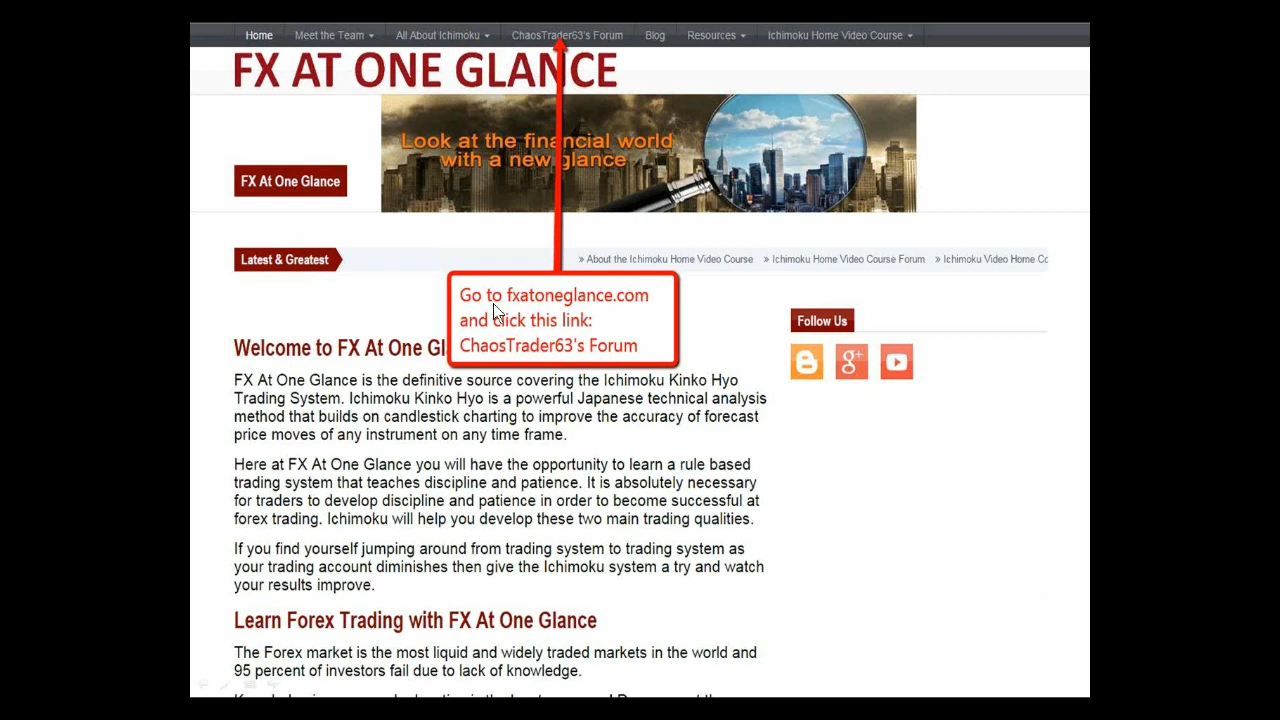 Home Meet the Team All About Ichimoku ChaosTrader63's Forum Blog Resources Ichimoku Home Video Course
FX AT ONE GLANCE
Look at the financial world
with a new glance
FX At One Glance
Latest & Greatest
» About the Ichimoku Home Video Course » Ichimoku Home Video Course Forum » Ichimoku Video Home Co
Go to fxatoneglance.com
and click this link:
ChaosTrader63's Forum
Follow Us
Welcome to FX At One Gl
FX At One Glance is the definitive source covering the Ichimoku Kinko Hyo
Trading System. Ichimoku Kinko Hyo is a powerful Japanese technical analysis
method that builds on candlestick charting to improve the accuracy of forecast
price moves of any instrument on any time frame.
Here at FX At One Glance you will have the opportunity to learn a rule based
trading system that teaches discipline and patience. It is absolutely necessary
for traders to develop discipline and patience in order to become successful at
forex trading. Ichimoku will help you develop these two main trading qualities.
If you find yourself jumping around from trading system to trading system as
your trading account diminishes then give the Ichimoku system a try and watch
your results improve.
Learn Forex Trading with FX At One Glance
The Forex market is the most liquid and widely traded markets in the world and
95 percent of investors fail due to lack of knowledge.